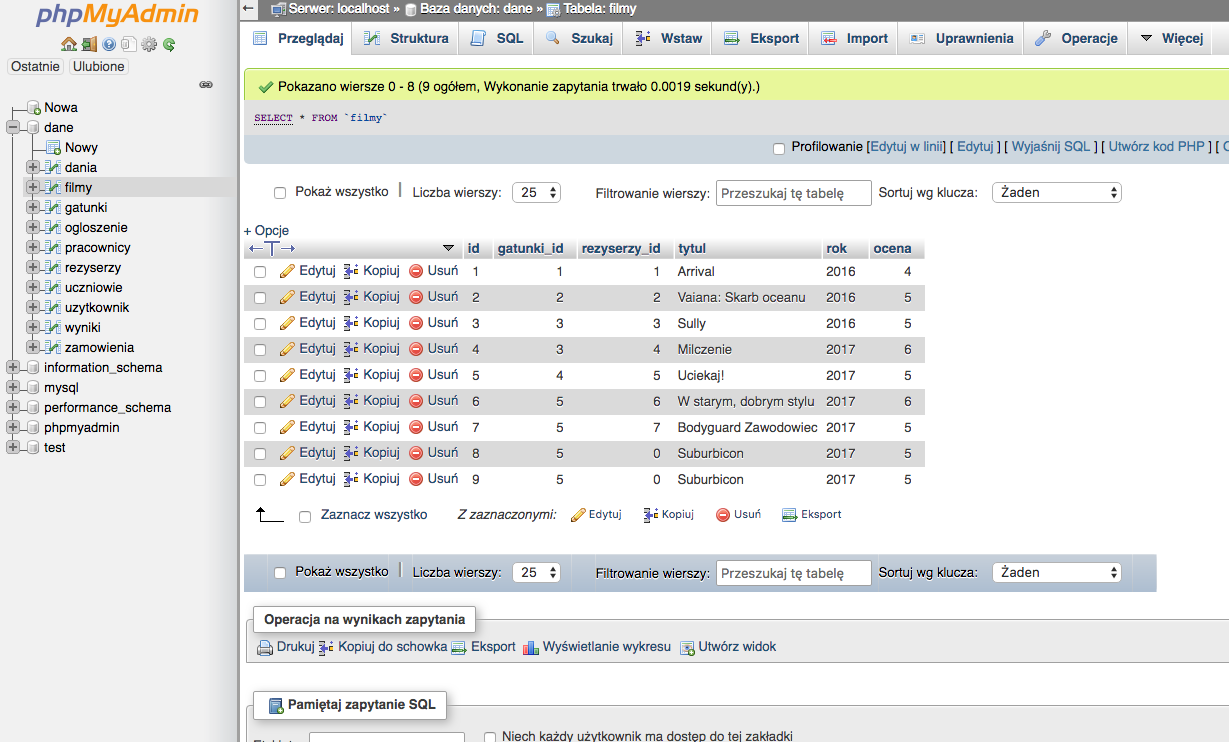 phpMyAdmin
Ostatnie Ulubione
Nowa
dane
Nowy
dania
filmy
gatunki
ogloszenie
pracownicy
rezyserzy
uczniowie
uzytkownik
wyniki
zamowienia
information_schema
mysql
performance_schema
phpmyadmin
test
Serwer: localhost » Baza danych: dane » Tabela: filmy
Przeglądaj Struktura SQL Szukaj Wstaw Eksport Import Uprawnienia Operacje Więcej
Pokazano wiersze 0 - 8 (9 ogółem, Wykonanie zapytania trwało 0.0019 sekund(y).)
SELECT * FROM `filmy`
Profilowanie [Edytuj w linii] [ Edytuj ] [ Wyjaśnij SQL ] [ Utwórz kod PHP ] [
Pokaż wszystko | Liczba wierszy: 25 Filtrowanie wierszy: Przeszukaj tę tabelę Sortuj wg klucza: Żaden
+ Opcje
←T→ id gatunki_id rezyserzy_id tytul rok ocena
Edytuj Kopiuj Usuń 1 1 1 Arrival 2016 4
Edytuj Kopiuj Usuń 2 2 2 Vaiana: Skarb oceanu 2016 5
Edytuj Kopiuj Usuń 3 3 3 Sully 2016 5
Edytuj Kopiuj Usuń 4 3 4 Milczenie 2017 6
Edytuj Kopiuj Usuń 5 4 5 Uciekaj! 2017 5
Edytuj Kopiuj Usuń 6 5 6 W starym, dobrym stylu 2017 6
Edytuj Kopiuj Usuń 7 5 7 Bodyguard Zawodowiec 2017 5
Edytuj Kopiuj Usuń 8 5 0 Suburbicon 2017 5
Edytuj Kopiuj Usuń 9 5 0 Suburbicon 2017 5
Zaznacz wszystko Z zaznaczonymi: Edytuj Kopiuj Usuń Eksport
Pokaż wszystko | Liczba wierszy: 25 Filtrowanie wierszy: Przeszukaj tę tabelę Sortuj wg klucza: Żaden
Operacja na wynikach zapytania
Drukuj Kopiuj do schowka Eksport Wyświetlanie wykresu Utwórz widok
Pamiętaj zapytanie SQL
Niech każdy użytkownik ma dostęp do tej zakładki